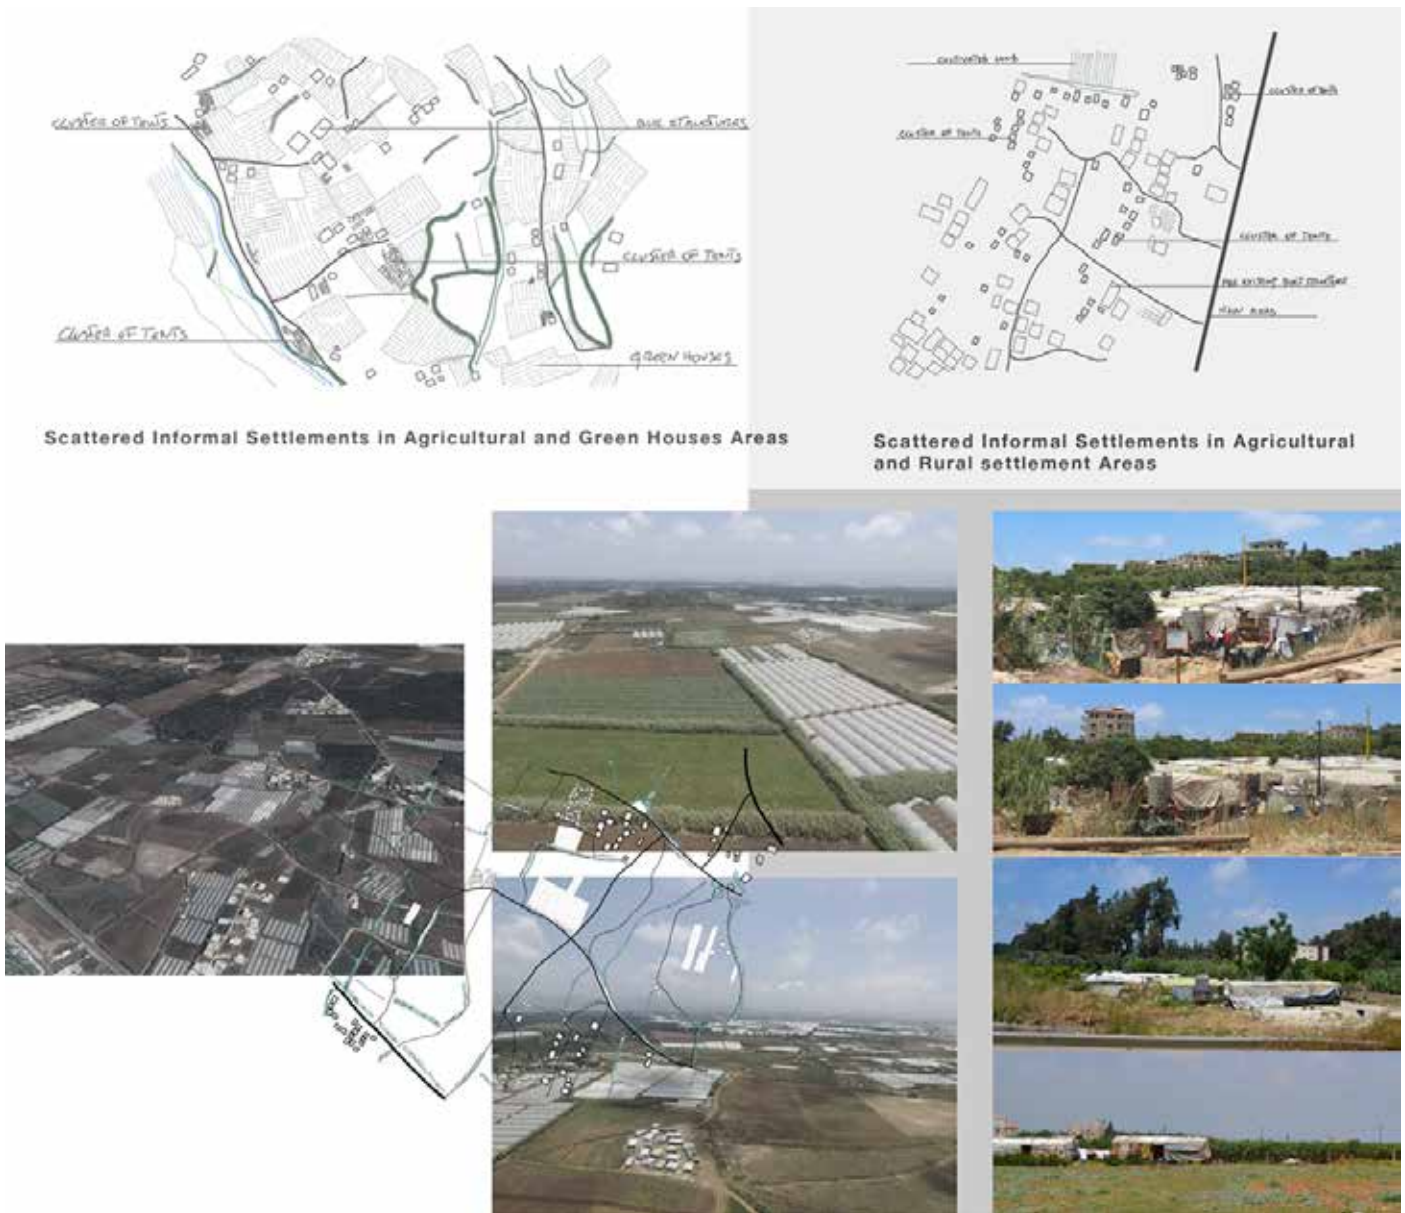 CLUSTER OF TENTS
CLUSTER OF TENTS
GREEN HOUSES
CLUSTER OF TENTS
Scattered Informal Settlements in Agricultural and Green Houses Areas
CULTIVATED LAND
CLUSTER OF TENTS
CLUSTER OF TENTS
CLUSTER OF TENTS
MAIN ROAD
Scattered Informal Settlements in Agricultural
and Rural settlement Areas